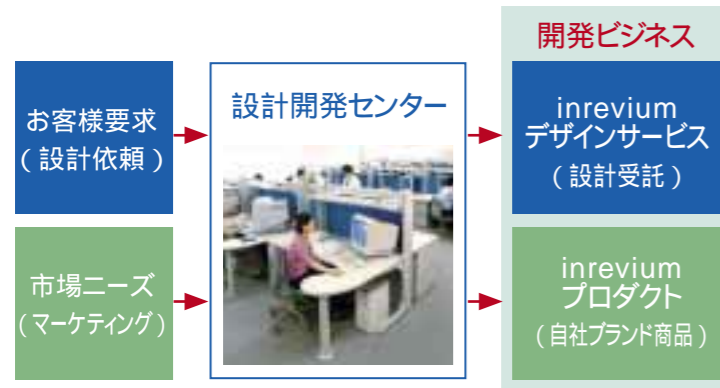 開発ビジネス
お客様要求
(設計依頼)
設計開発センター
inrevium
デザインサービス
(設計受託)
市場ニーズ
(マーケティング)
inrevium
プロダクト
(自社ブランド商品)